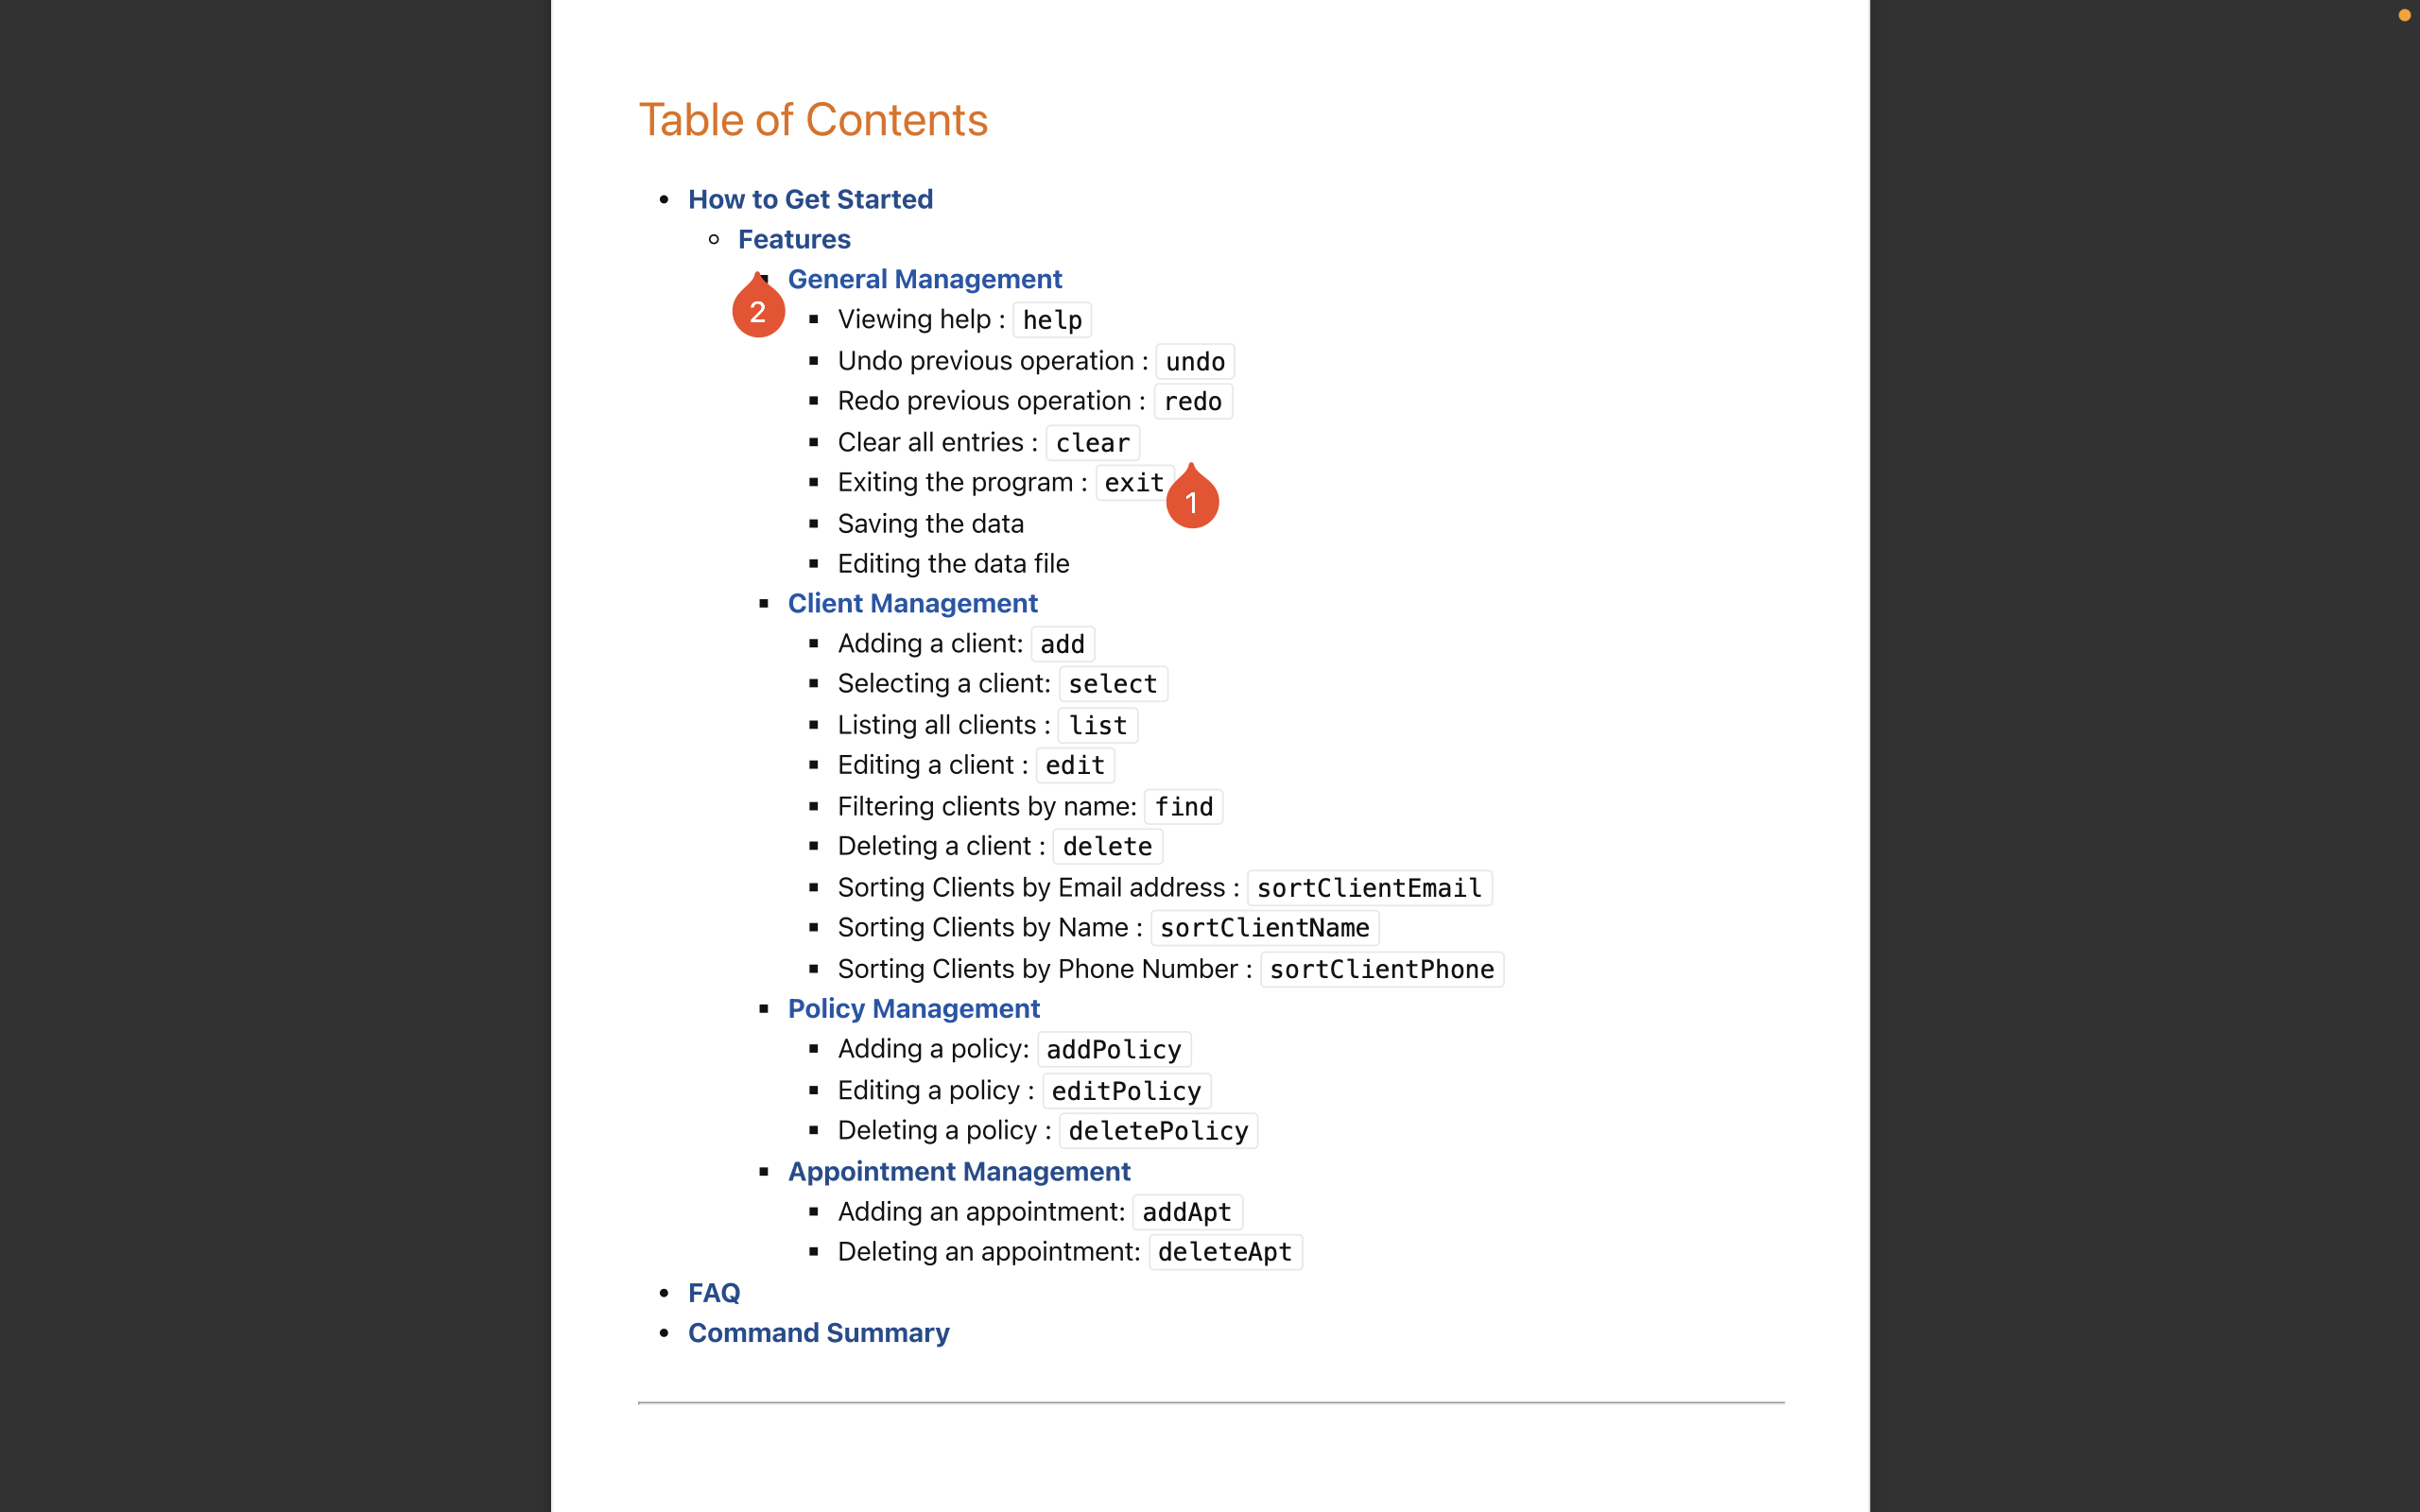 Table of Contents
How to Get Started
Features
General Management
2
Viewing help : help
Undo previous operation : undo
Redo previous operation : redo
Clear all entries : clear
Exiting the program : exit
1
Saving the data
Editing the data file
Client Management
Adding a client: add
Selecting a client: select
Listing all clients : list
Editing a client : edit
Filtering clients by name: find
Deleting a client : delete
Sorting Clients by Email address : sortClientEmail
Sorting Clients by Name : sortClientName
Sorting Clients by Phone Number : sortClientPhone
Policy Management
Adding a policy: addPolicy
Editing a policy : editPolicy
Deleting a policy : deletePolicy
Appointment Management
Adding an appointment: addApt
Deleting an appointment: deleteApt
FAQ
Command Summary